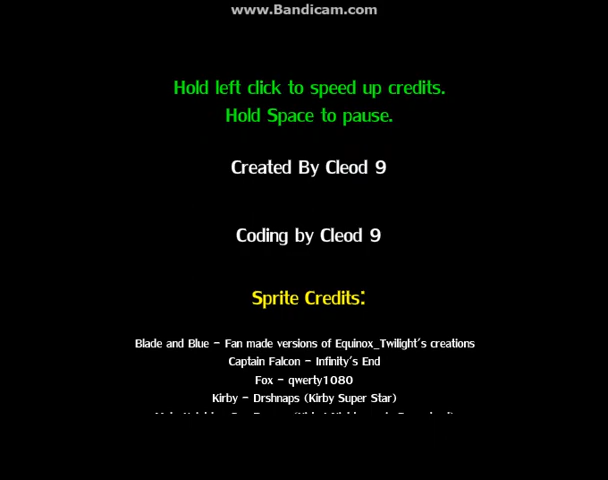 www.Bandicam.com
Hold left click to speed up credits.
Hold Space to pause.
Created By Cleod 9
Coding by Cleod 9
Sprite Credits:
Blade and Blue - Fan made versions of Equinox_Twilight's creations
Captain Falcon - Infinity's End
Fox - qwerty1080
Kirby - Drshnaps (Kirby Super Star)